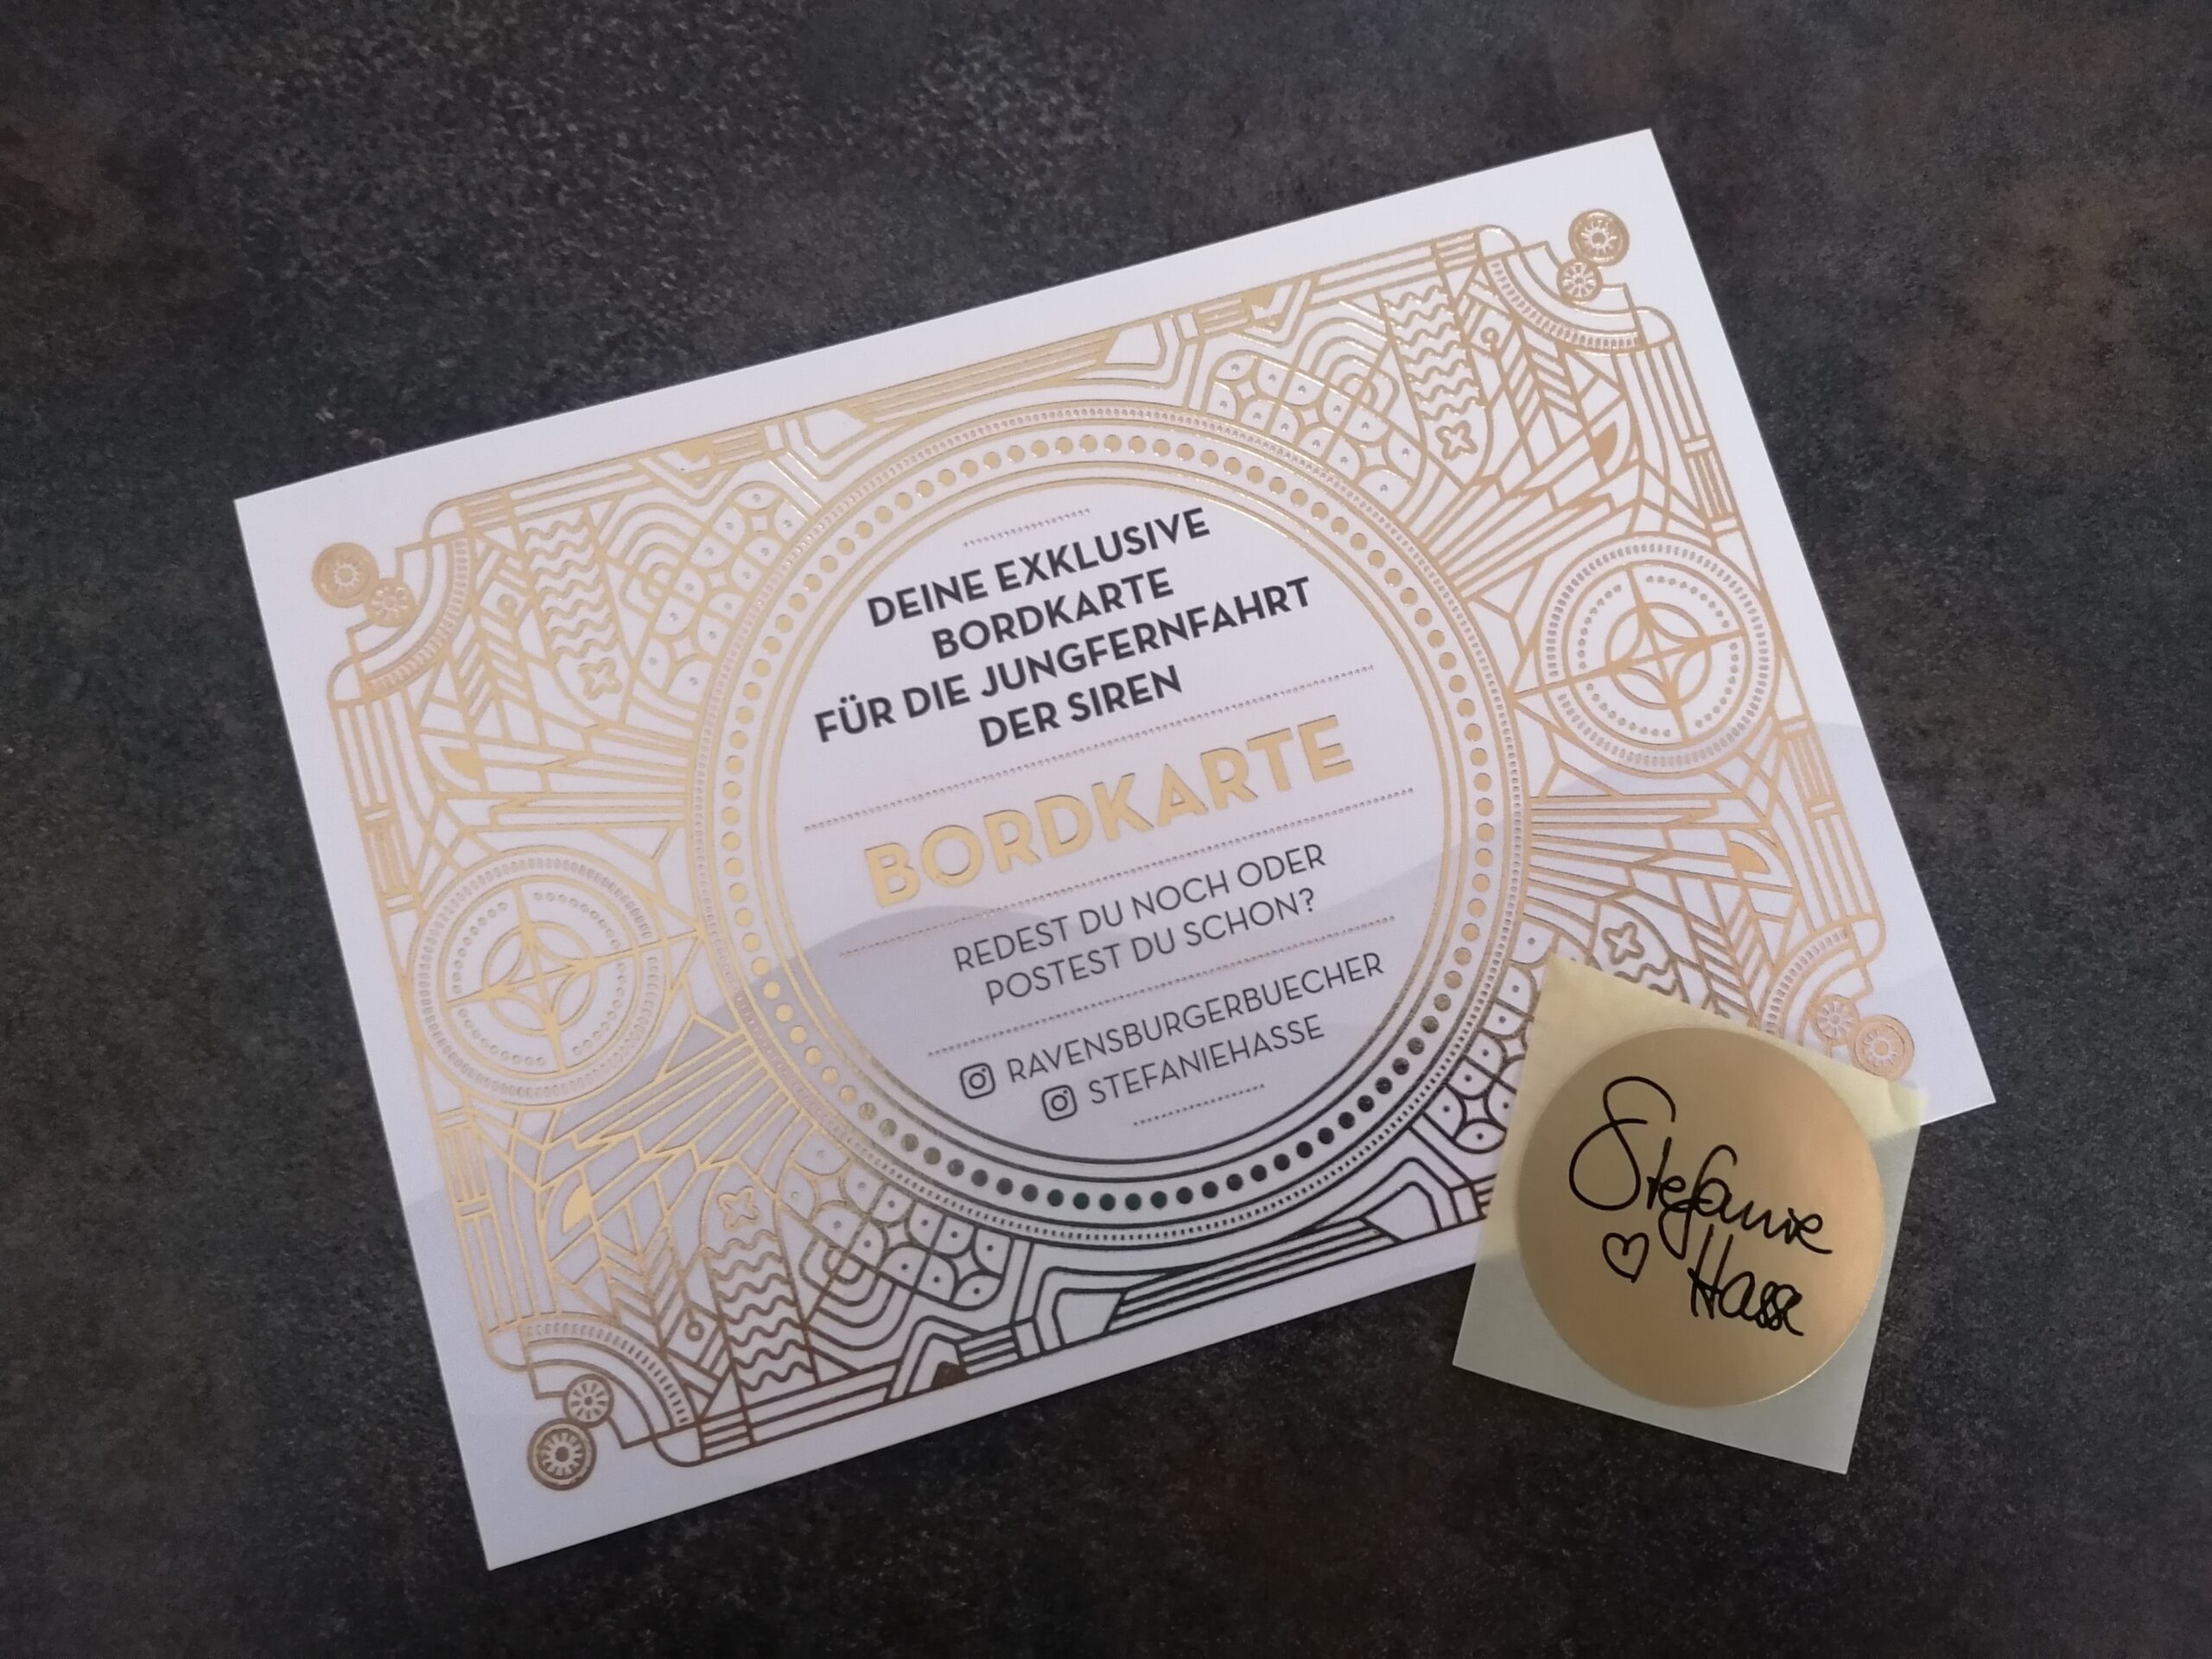 DEINE EXKLUSIVE
BORDKARTE
FÜR DIE JUNGFERNFAHRT
DER SIREN
BORDKARTE
REDEST DU NOCH ODER
POSTEST DU SCHON?
RAVENSBURGERBUECHER
STEFANIEHASSE
Stefanie
Hasse